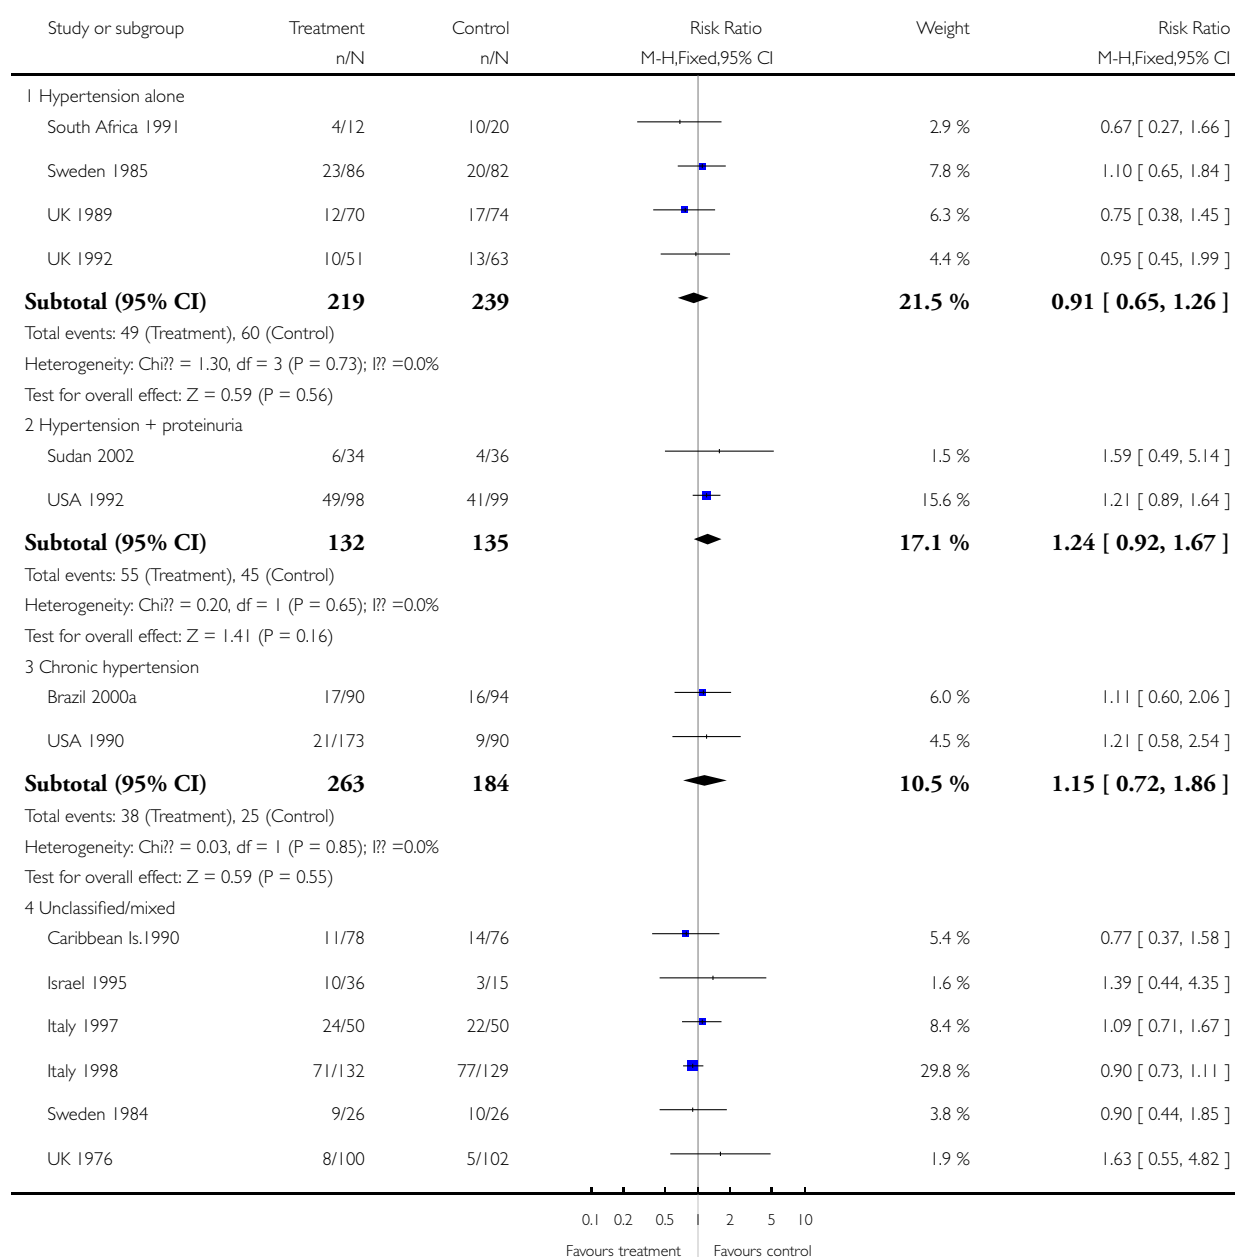 Study or subgroup Treatment Control Risk Ratio Weight Risk Ratio
n/N n/N M-H,Fixed,95% CI M-H,Fixed,95% CI
1 Hypertension alone
South Africa 1991 4/12 10/20 2.9 % 0.67 [ 0.27, 1.66 ]
Sweden 1985 23/86 20/82 7.8 % 1.10 [ 0.65, 1.84 ]
UK 1989 12/70 17/74 6.3 % 0.75 [ 0.38, 1.45 ]
UK 1992 10/51 13/63 4.4 % 0.95 [ 0.45, 1.99 ]
Subtotal (95% CI) 219 239 21.5 % 0.91 [ 0.65, 1.26 ]
Total events: 49 (Treatment), 60 (Control)
Heterogeneity: Chi?? = 1.30, df = 3 (P = 0.73); I?? =0.0%
Test for overall effect: Z = 0.59 (P = 0.56)
2 Hypertension + proteinuria
Sudan 2002 6/34 4/36 1.5 % 1.59 [ 0.49, 5.14 ]
USA 1992 49/98 41/99 15.6 % 1.21 [ 0.89, 1.64 ]
Subtotal (95% CI) 132 135 17.1 % 1.24 [ 0.92, 1.67 ]
Total events: 55 (Treatment), 45 (Control)
Heterogeneity: Chi?? = 0.20, df = 1 (P = 0.65); I?? =0.0%
Test for overall effect: Z = 1.41 (P = 0.16)
3 Chronic hypertension
Brazil 2000a 17/90 16/94 6.0 % 1.11 [ 0.60, 2.06 ]
USA 1990 21/173 9/90 4.5 % 1.21 [ 0.58, 2.54 ]
Subtotal (95% CI) 263 184 10.5 % 1.15 [ 0.72, 1.86 ]
Total events: 38 (Treatment), 25 (Control)
Heterogeneity: Chi?? = 0.03, df = 1 (P = 0.85); I?? =0.0%
Test for overall effect: Z = 0.59 (P = 0.55)
4 Unclassified/mixed
Caribbean Is.1990 11/78 14/76 5.4 % 0.77 [ 0.37, 1.58 ]
Israel 1995 10/36 3/15 1.6 % 1.39 [ 0.44, 4.35 ]
Italy 1997 24/50 22/50 8.4 % 1.09 [ 0.71, 1.67 ]
Italy 1998 71/132 77/129 29.8 % 0.90 [ 0.73, 1.11 ]
Sweden 1984 9/26 10/26 3.8 % 0.90 [ 0.44, 1.85 ]
UK 1976 8/100 5/102 1.9 % 1.63 [ 0.55, 4.82 ]
0.1 0.2 0.5 1 2 5 10
Favours treatment Favours control